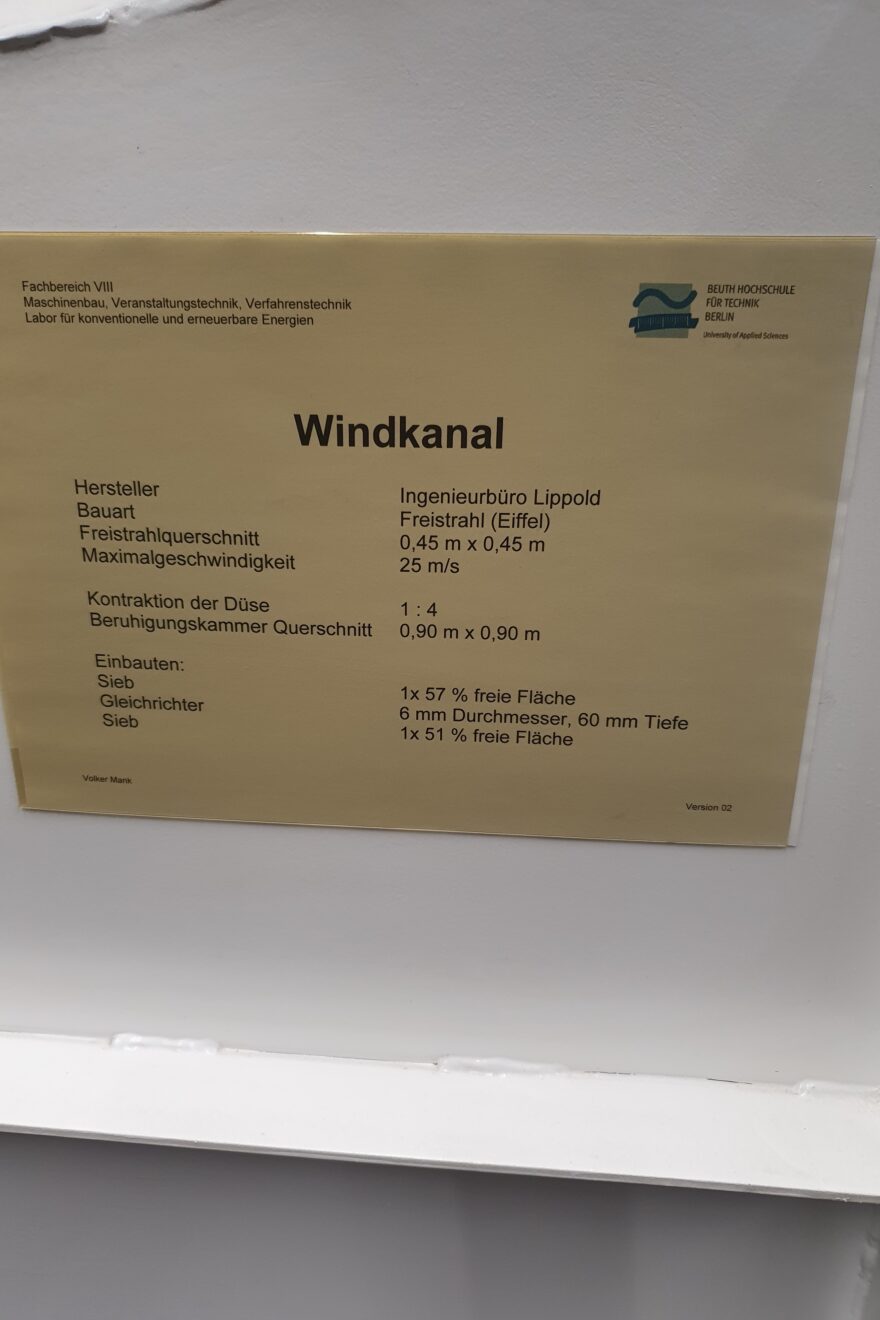 Fachbereich VIII
Maschinenbau, Veranstaltungstechnik, Verfahrenstechnik
Labor für konventionelle und erneuerbare Energien
BEUTH HOCHSCHULE
FÜR TECHNIK
BERLIN
University of Applied Sciences
Windkanal
Hersteller Ingenieurbüro Lippold
Bauart Freistrahl (Eiffel)
Freistrahlquerschnitt 0,45 m x 0,45 m
Maximalgeschwindigkeit 25 m/s
Kontraktion der Düse 1 : 4
Beruhigungskammer Querschnitt 0,90 m x 0,90 m
Einbauten:
Sieb 1x 57 % freie Fläche
Gleichrichter 6 mm Durchmesser, 60 mm Tiefe
Sieb 1x 51 % freie Fläche
Volker Mank
Version 02